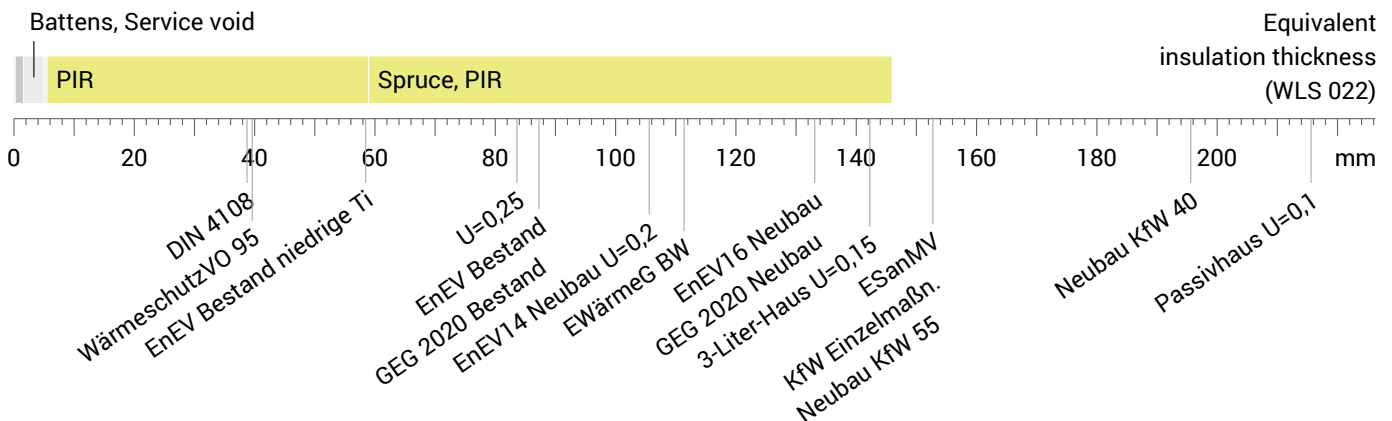 Battens, Service void
Equivalent
insulation thickness
(WLS 022)
PIR
Spruce, PIR
0 20 40 60 80 100 120 140 160 180 200 mm
DIN 4108
WärmeschutzVO 95
EnEV Bestand niedrige Ti
U=0,25
EnEV Bestand
GEG 2020 Bestand
EnEV14 Neubau U=0,2
EWärmeG BW
EnEV16 Neubau
GEG 2020 Neubau
3-Liter-Haus U=0,15
ESanMV
KfW Einzelmaßn.
Neubau KfW 55
Neubau KfW 40
Passivhaus U=0,1